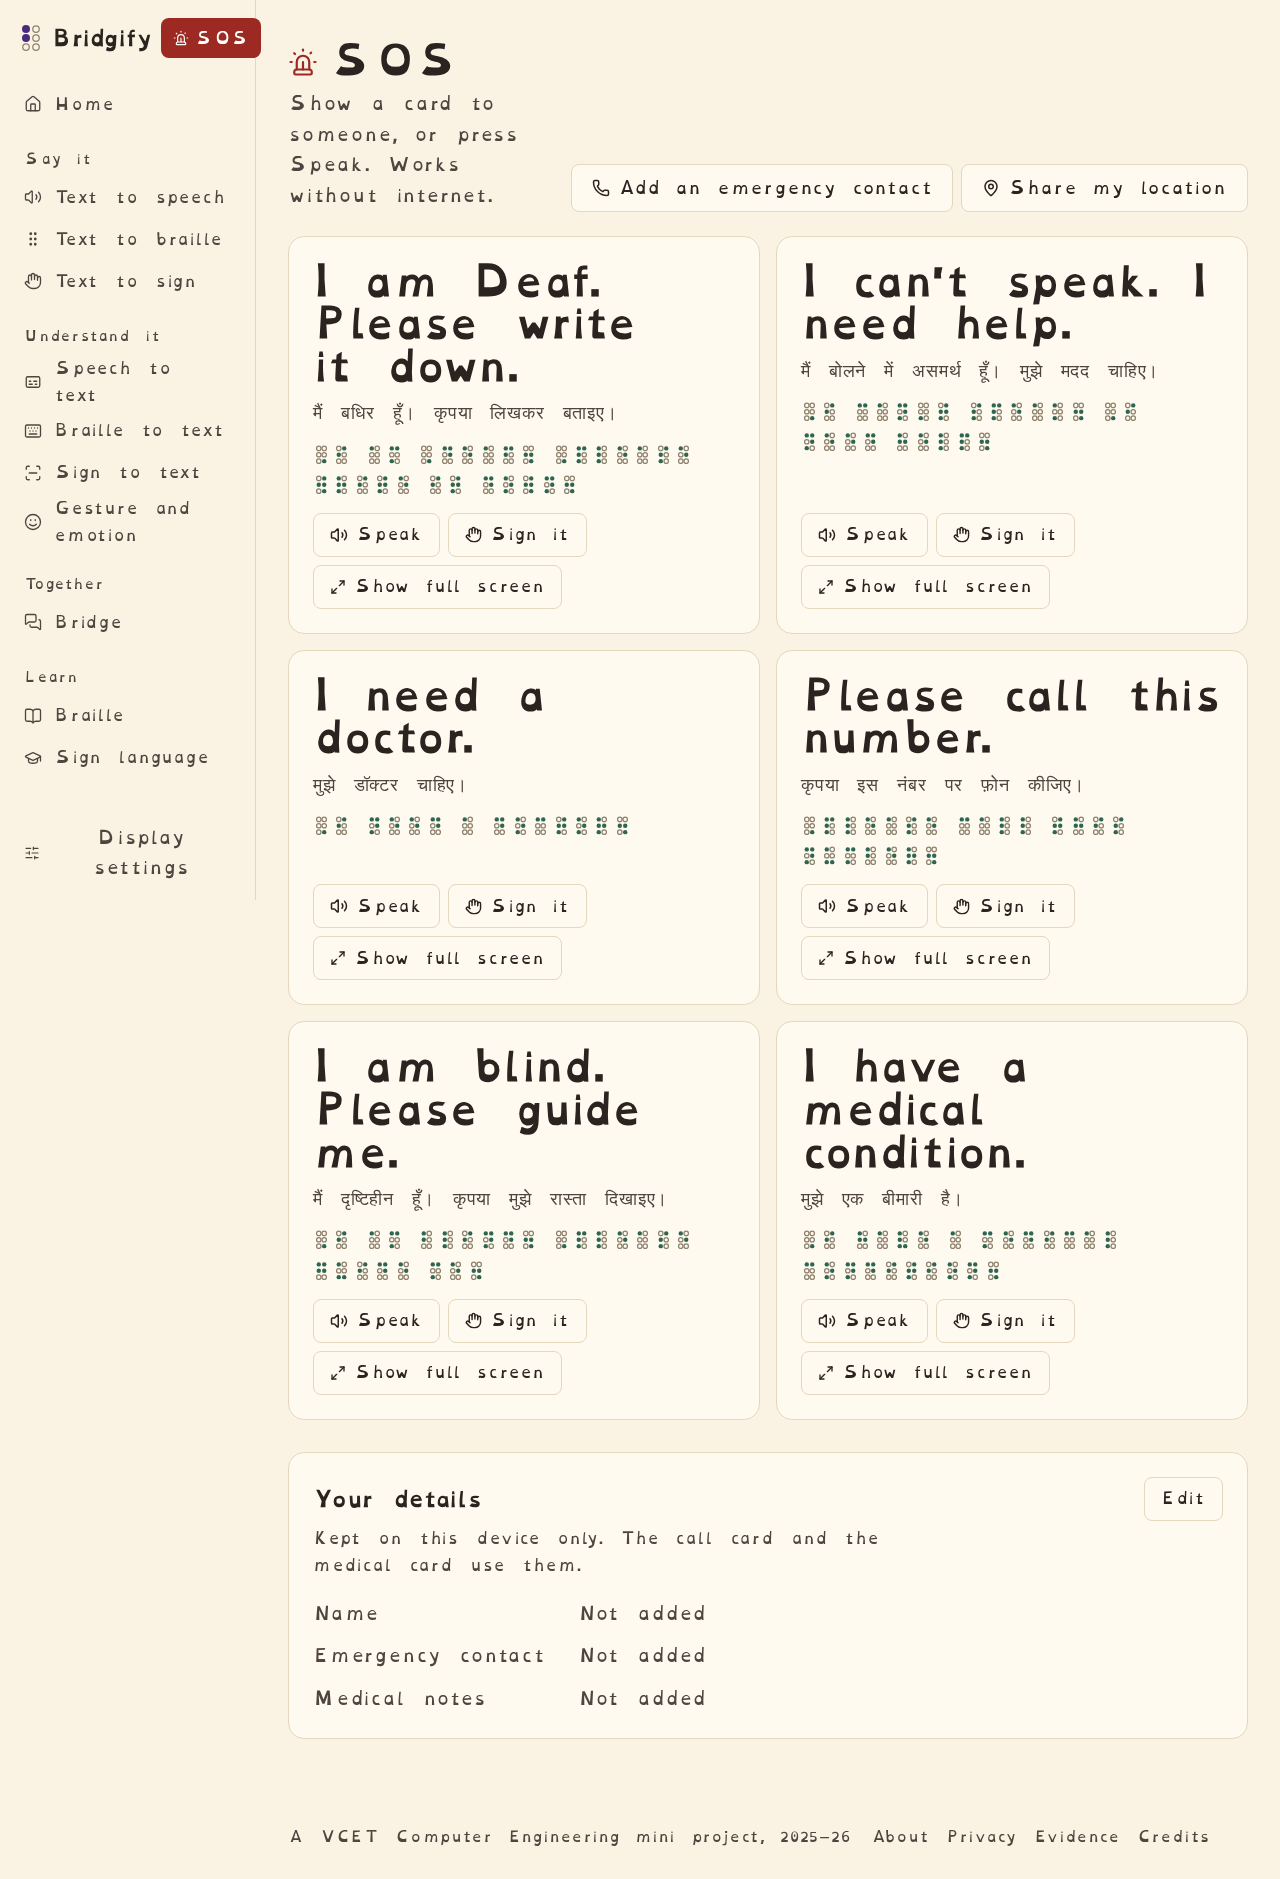 Bridgify
SOS
Home
Say it
Text to speech
Text to braille
Text to sign
Understand it
Speech to
text
Braille to text
Sign to text
Gesture and
emotion
Together
Bridge
Learn
Braille
Sign language
Display
settings
SOS
Show a card to
someone, or press
Speak. Works
without internet.
Add an emergency contact
Share my location
I am Deaf.
Please write
it down.
मैं बधिर हूँ। कृपया लिखकर बताइए।
Speak
Sign it
Show full screen
I can't speak. I
need help.
मैं बोलने में असमर्थ हूँ। मुझे मदद चाहिए।
Speak
Sign it
Show full screen
I need a
doctor.
मुझे डॉक्टर चाहिए।
Speak
Sign it
Show full screen
Please call this
number.
कृपया इस नंबर पर फ़ोन कीजिए।
Speak
Sign it
Show full screen
I am blind.
Please guide
me.
मैं दृष्टिहीन हूँ। कृपया मुझे रास्ता दिखाइए।
Speak
Sign it
Show full screen
I have a
medical
condition.
मुझे एक बीमारी है।
Speak
Sign it
Show full screen
Your details
Edit
Kept on this device only. The call card and the
medical card use them.
Name Not added
Emergency contact Not added
Medical notes Not added
A VCET Computer Engineering mini project, 2025–26
About Privacy Evidence Credits